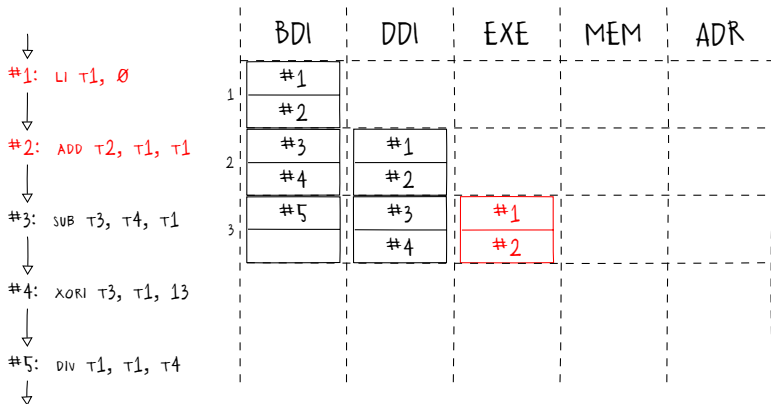 BDI DDI EXE MEM ADR
#1: LI T1, 0
1 #1
#2
#2: ADD T2, T1, T1
2 #3 #1
#4 #2
#3: SUB T3, T4, T1
3 #5 #3 #1
#4 #2
#4: XORI T3, T1, 13
#5: DIV T1, T1, T4